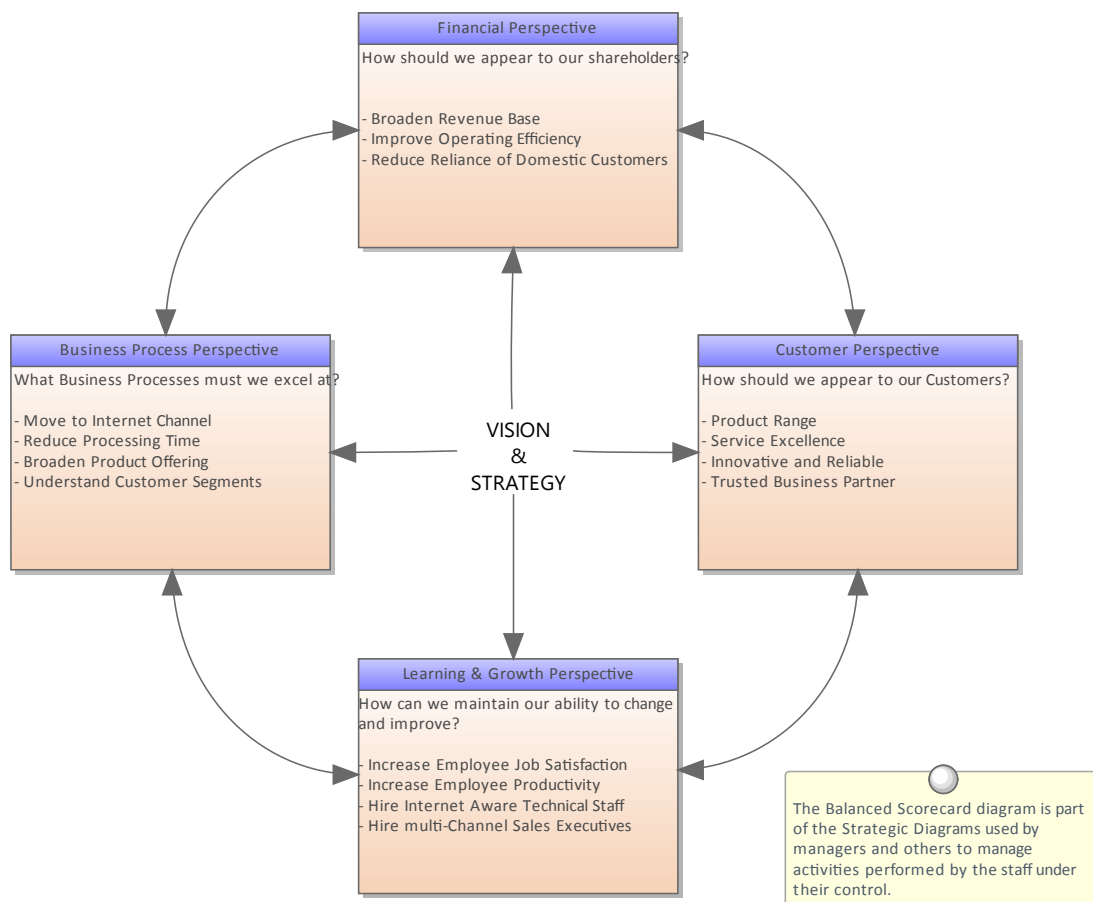 Financial Perspective
How should we appear to our shareholders?
- Broaden Revenue Base
- Improve Operating Efficiency
- Reduce Reliance of Domestic Customers
Business Process Perspective
What Business Processes must we excel at?
- Move to Internet Channel
- Reduce Processing Time
- Broaden Product Offering
- Understand Customer Segments
VISION
&
STRATEGY
Customer Perspective
How should we appear to our Customers?
- Product Range
- Service Excellence
- Innovative and Reliable
- Trusted Business Partner
Learning & Growth Perspective
How can we maintain our ability to change
and improve?
- Increase Employee Job Satisfaction
- Increase Employee Productivity
- Hire Internet Aware Technical Staff
- Hire multi-Channel Sales Executives
The Balanced Scorecard diagram is part
of the Strategic Diagrams used by
managers and others to manage
activities performed by the staff under
their control.